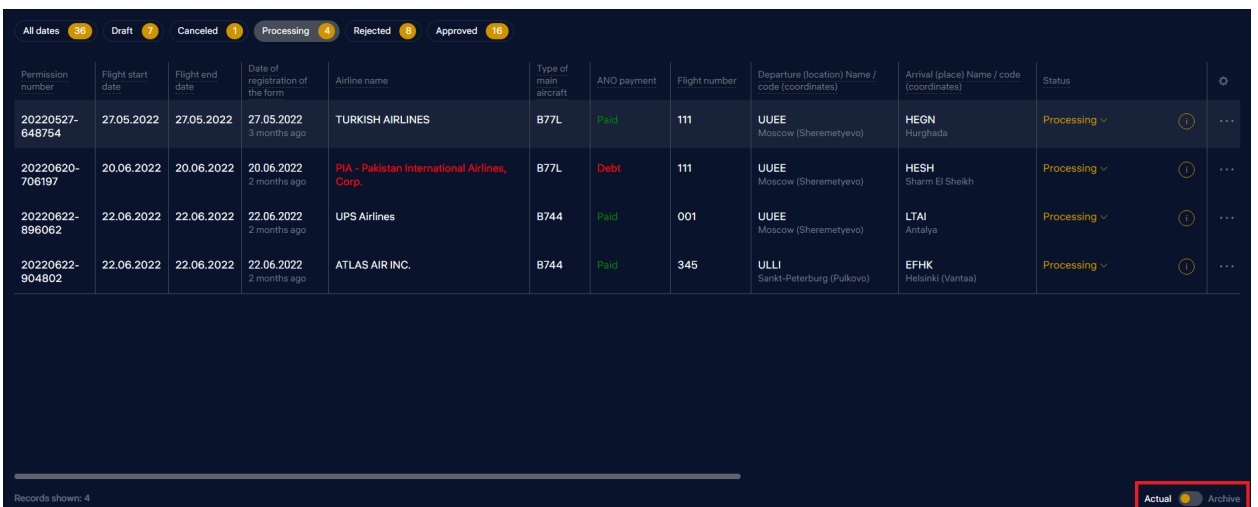 All dates 36 Draft 7 Canceled 1 Processing 4 Rejected 8 Approved 16
Permission number Flight start date Flight end date Date of registration of the form Airline name Type of main aircraft ANO payment Flight number Departure (location) Name / code (coordinates) Arrival (place) Name / code (coordinates) Status
20220527-648754 27.05.2022 27.05.2022 27.05.2022 3 months ago TURKISH AIRLINES B77L Paid 111 UUEE Moscow (Sheremetyevo) HEGN Hurghada Processing
20220620-706197 20.06.2022 20.06.2022 20.06.2022 2 months ago PIA - Pakistan International Airlines, Corp. B77L Debt 111 UUEE Moscow (Sheremetyevo) HESH Sharm El Sheikh Processing
20220622-896062 22.06.2022 22.06.2022 22.06.2022 2 months ago UPS Airlines B744 Paid 001 UUEE Moscow (Sheremetyevo) LTAI Antalya Processing
20220622-904802 22.06.2022 22.06.2022 22.06.2022 2 months ago ATLAS AIR INC. B744 Paid 345 ULLI Sankt-Peterburg (Pulkovo) EFHK Helsinki (Vantaa) Processing
Records shown: 4 Actual Archive